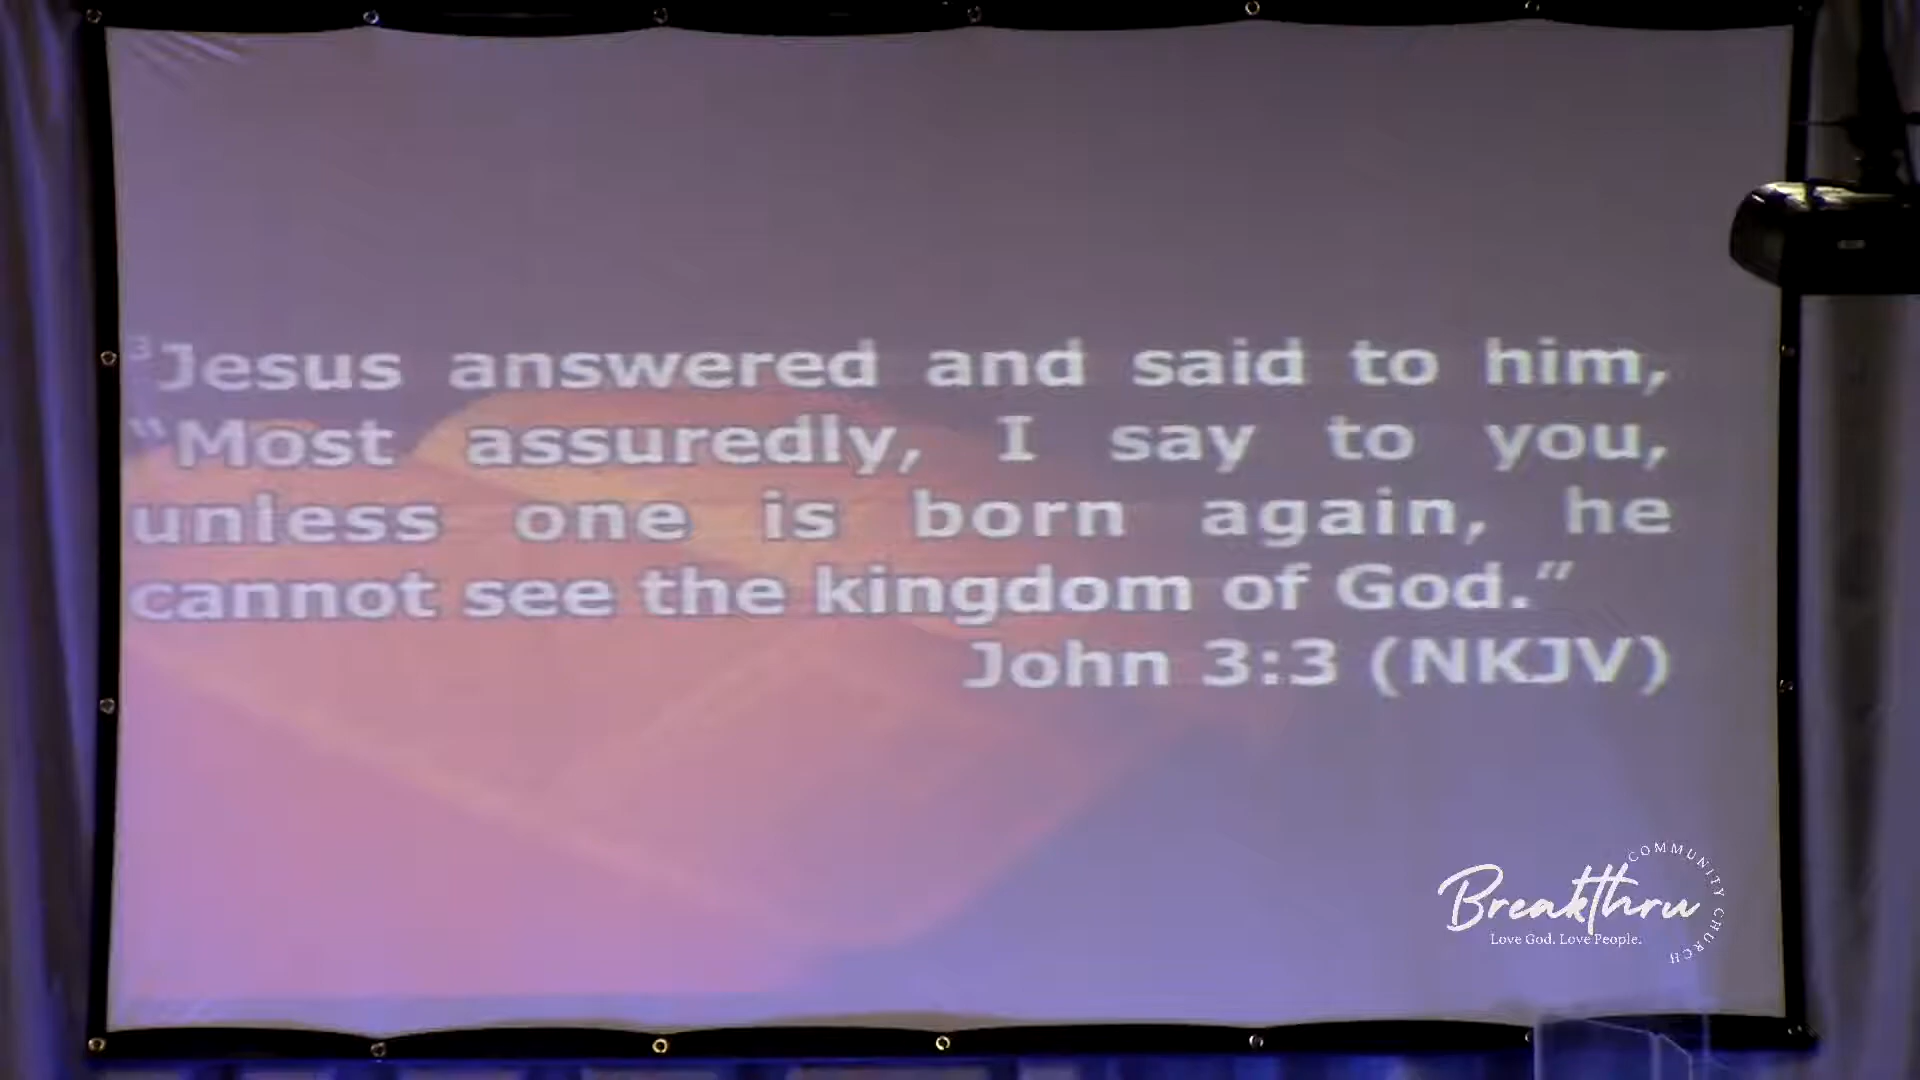 ³Jesus answered and said to him,
“Most assuredly, I say to you,
unless one is born again, he
cannot see the kingdom of God.”
John 3:3 (NKJV)
Breakthru
COMMUNITY CHURCH
Love God. Love People.